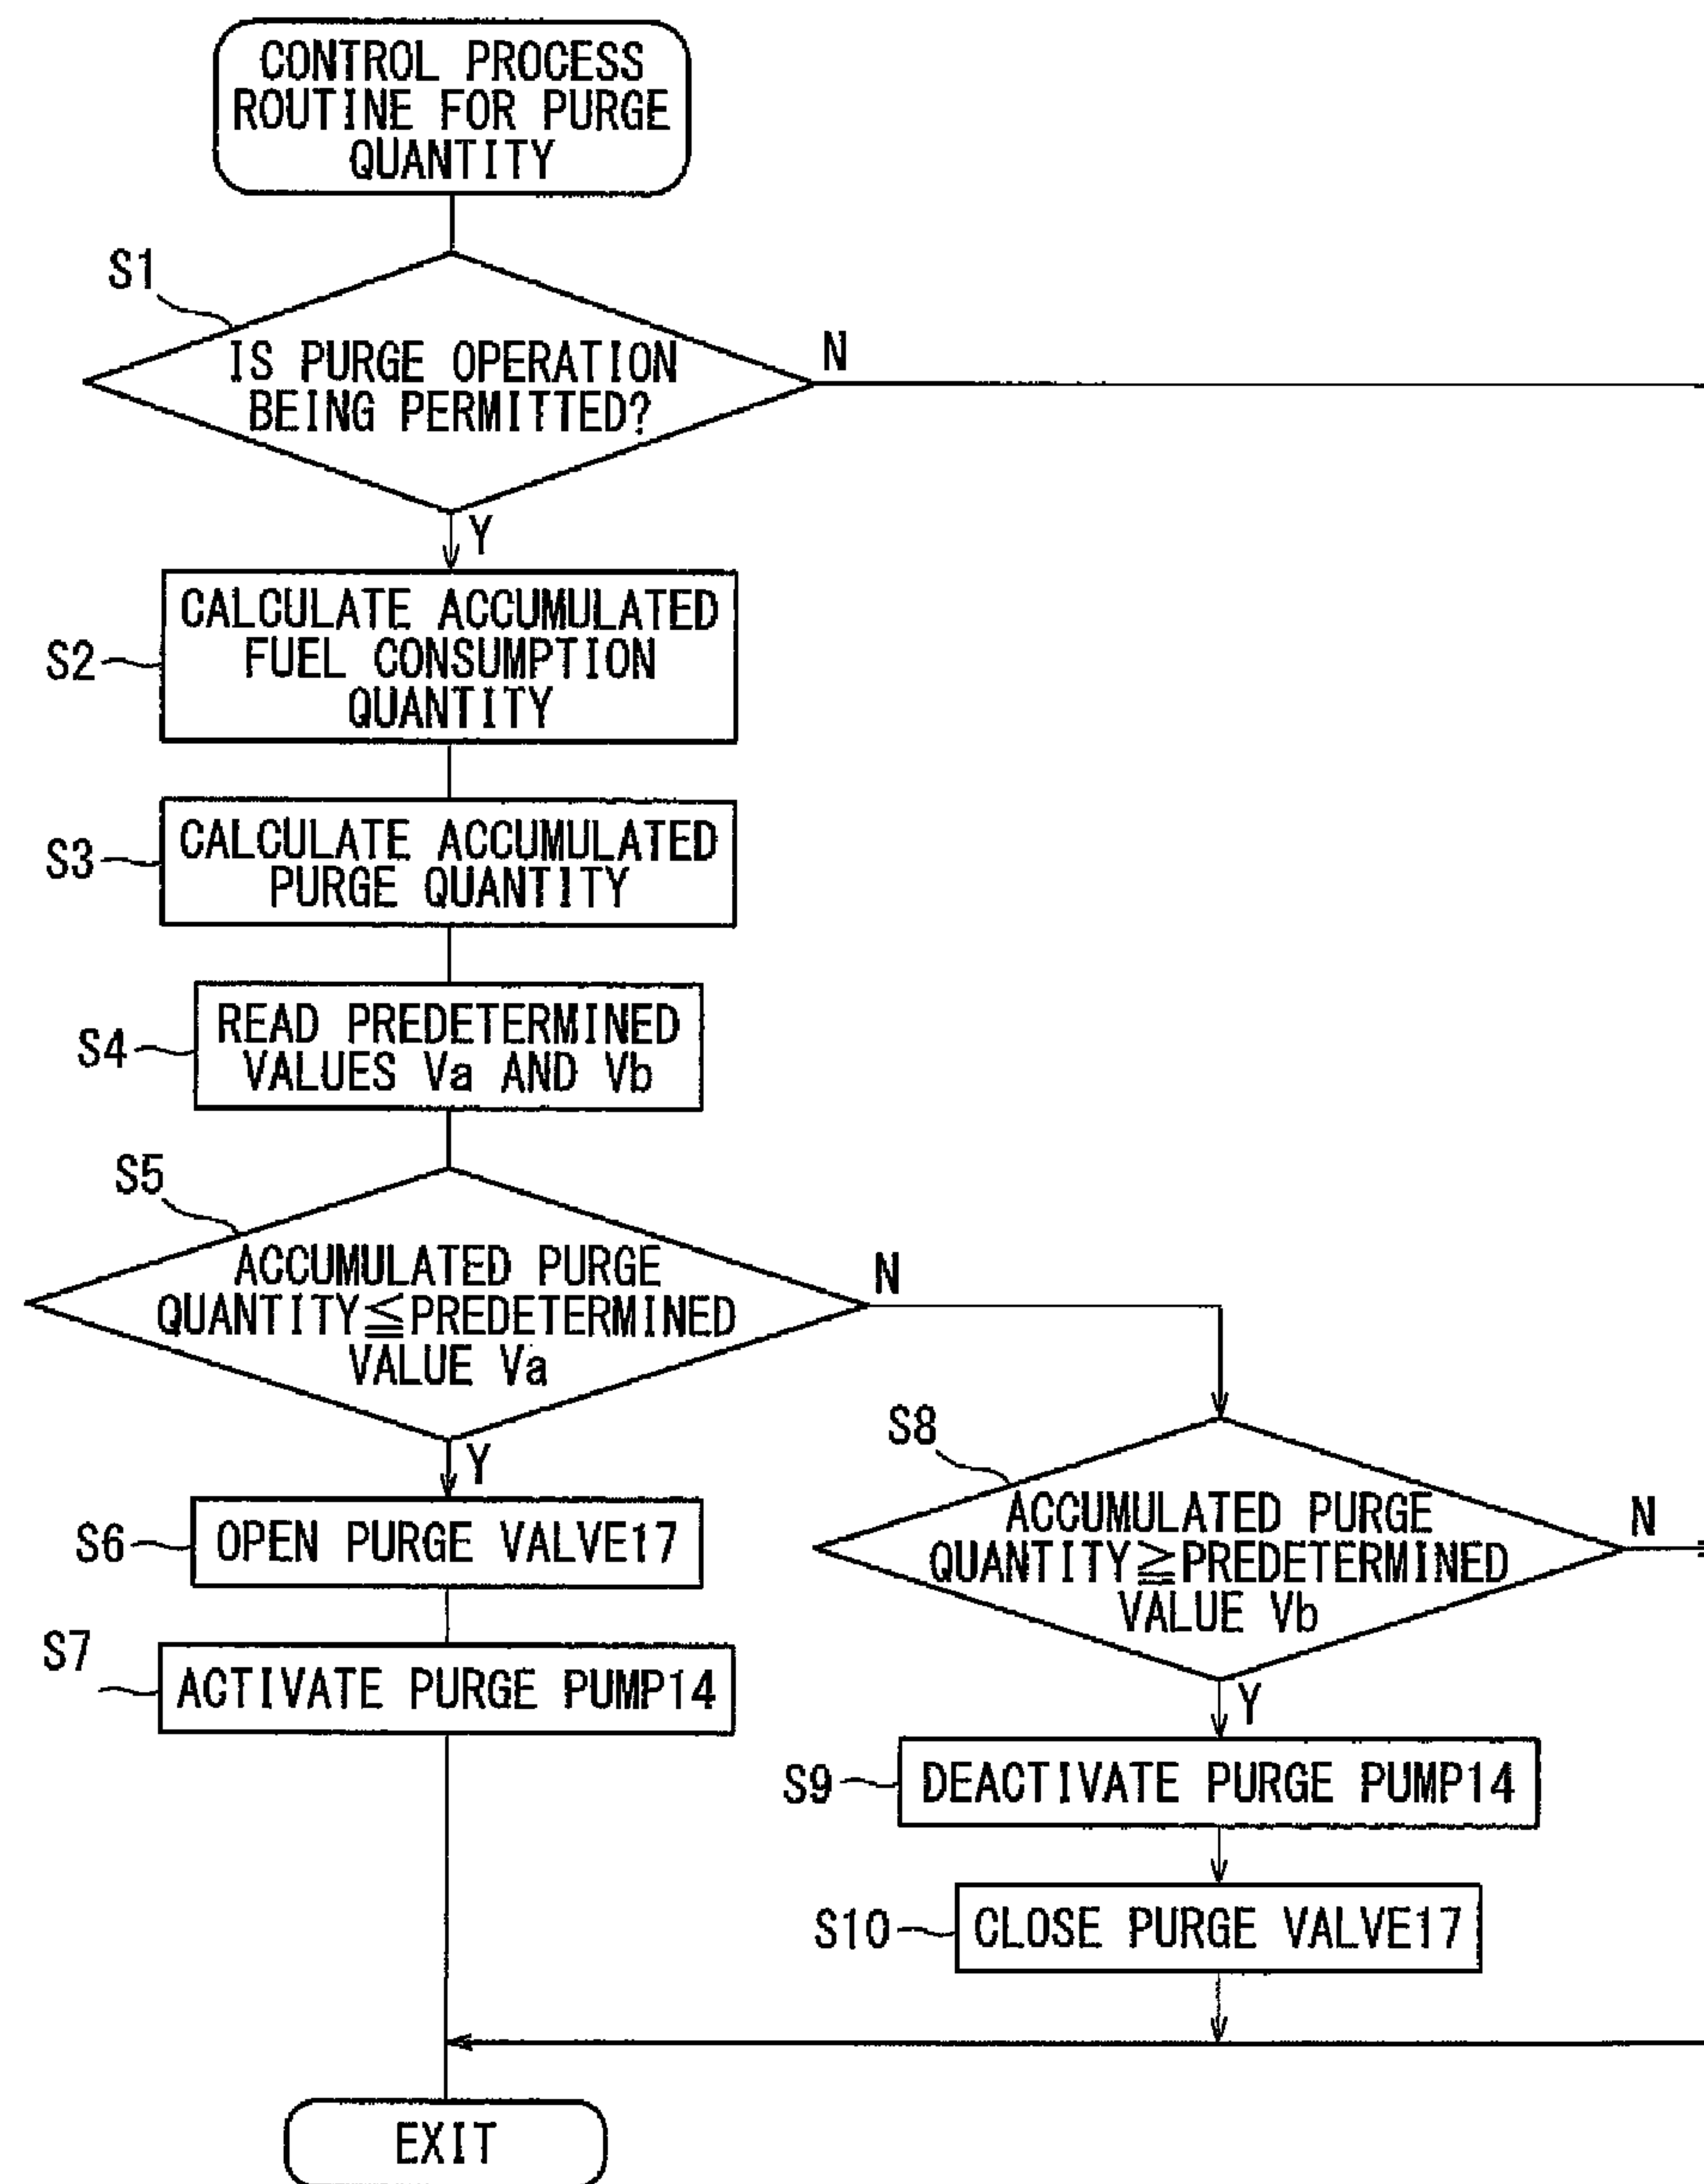 CONTROL PROCESS
ROUTINE FOR PURGE
QUANTITY
S1
IS PURGE OPERATION
BEING PERMITTED?
N
Y
S2
CALCULATE ACCUMULATED
FUEL CONSUMPTION
QUANTITY
S3
CALCULATE ACCUMULATED
PURGE QUANTITY
S4
READ PREDETERMINED
VALUES Va AND Vb
S5
ACCUMULATED PURGE
QUANTITY≦PREDETERMINED
VALUE Va
N
Y
S6
OPEN PURGE VALVE17
S7
ACTIVATE PURGE PUMP14
S8
ACCUMULATED PURGE
QUANTITY≧PREDETERMINED
VALUE Vb
N
Y
S9
DEACTIVATE PURGE PUMP14
S10
CLOSE PURGE VALVE17
EXIT